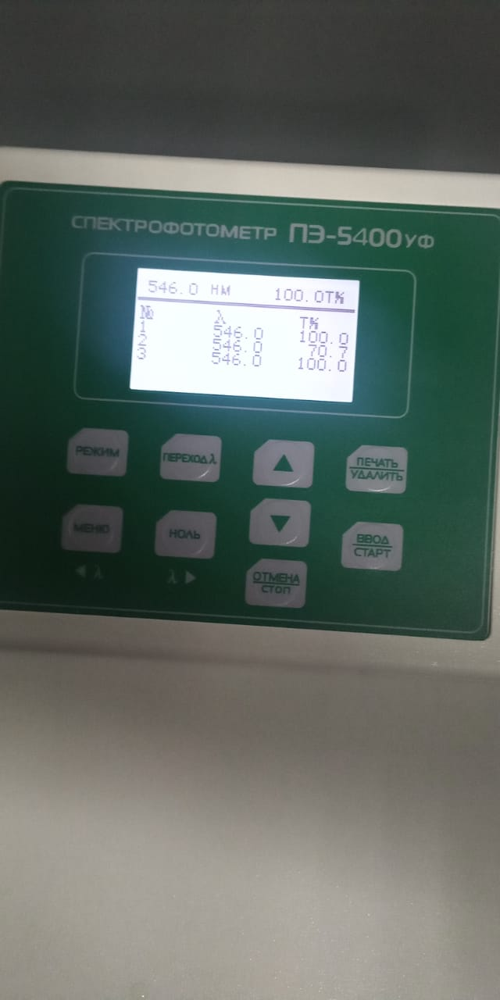 СПЕКТРОФОТОМЕТР ПЭ-5400УФ
546.0 НМ 100.0Т%
№ λ Т%
1 546.0 100.0
2 546.0 70.7
3 546.0 100.0
РЕЖИМ ПЕРЕХОД λ ▲ ПЕЧАТЬ
УДАЛИТЬ
МЕНЮ НОЛЬ ▼ ВВОД
СТАРТ
◀ λ λ ▶ ОТМЕНА
СТОП